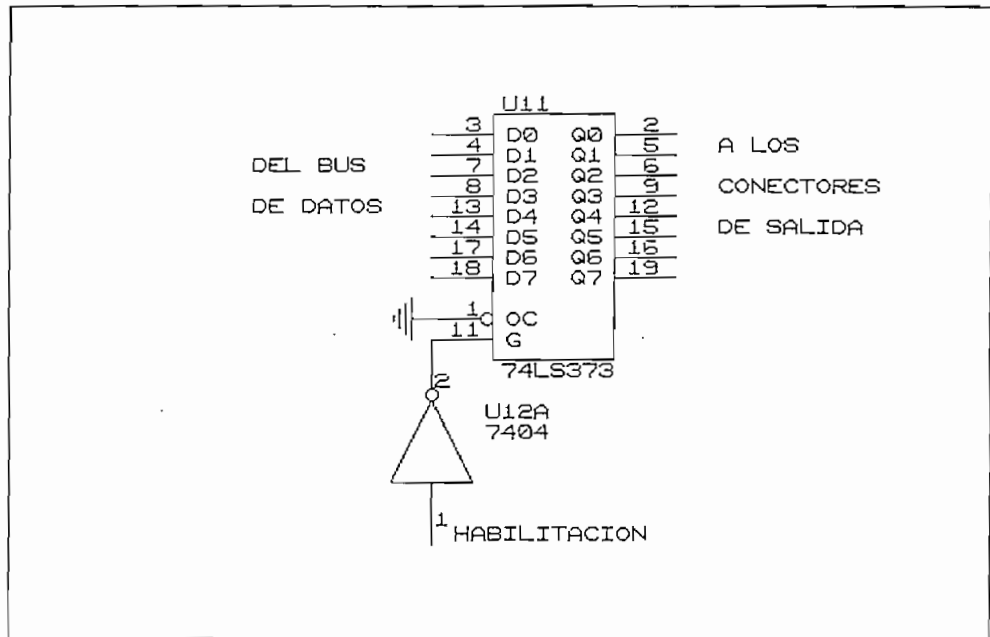 U11
3 D0 Q0 2
4 D1 Q1 5
7 D2 Q2 6
8 D3 Q3 9
13 D4 Q4 12
14 D5 Q5 15
17 D6 Q6 16
18 D7 Q7 19
DEL BUS
DE DATOS
A LOS
CONECTORES
DE SALIDA
1 OC
11 G
74LS373
2
U12A
7404
1
HABILITACION